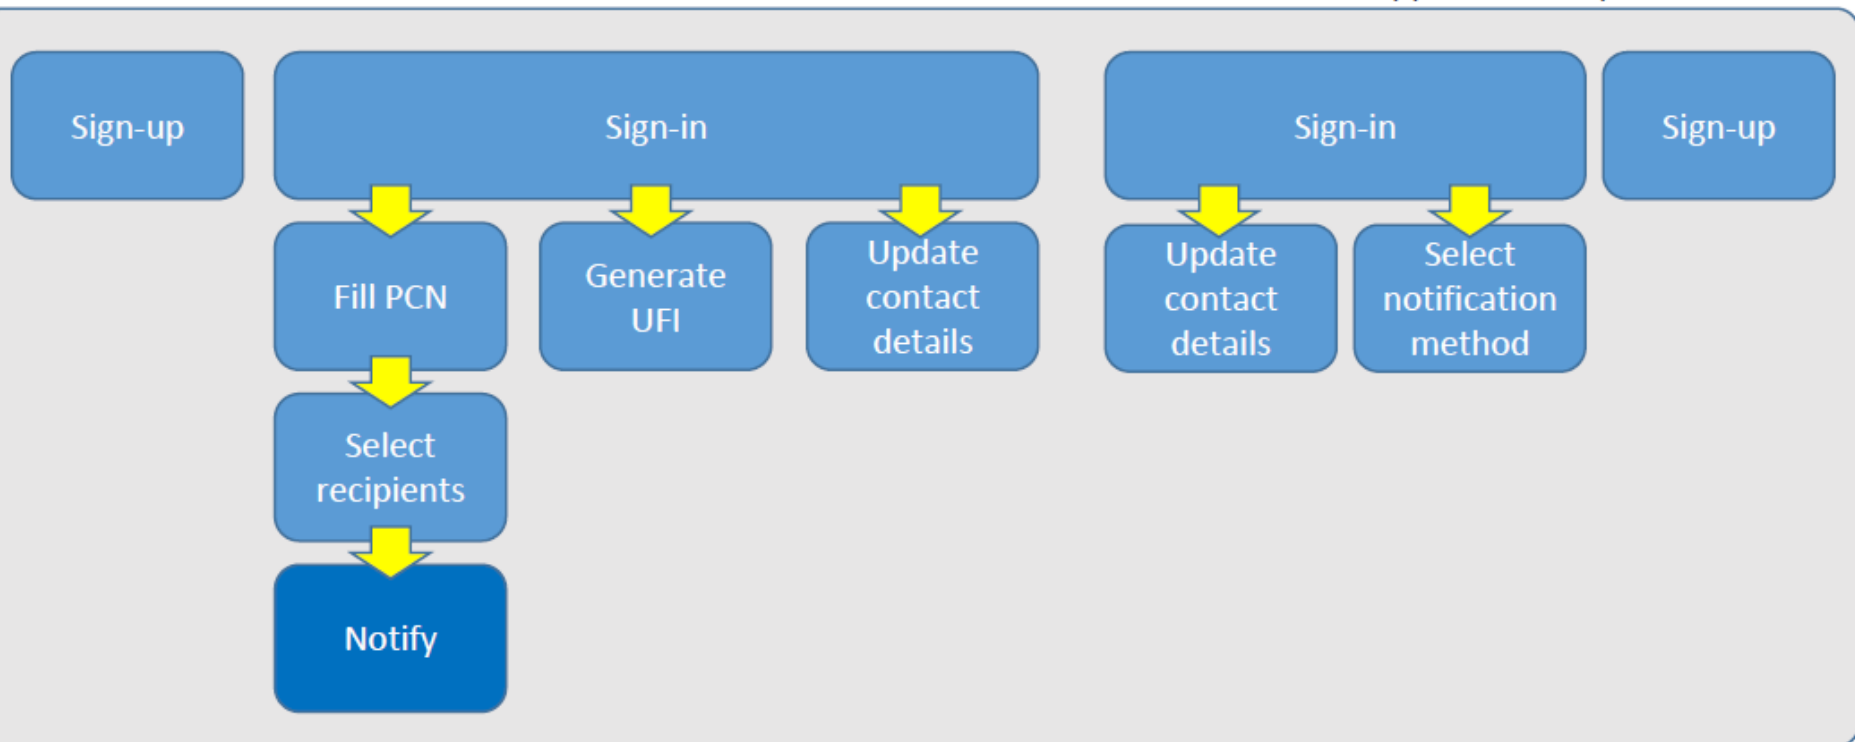 Sign-up
Sign-in
Sign-in
Sign-up
Fill PCN
Generate
UFI
Update
contact
details
Update
contact
details
Select
notification
method
Select
recipients
Notify